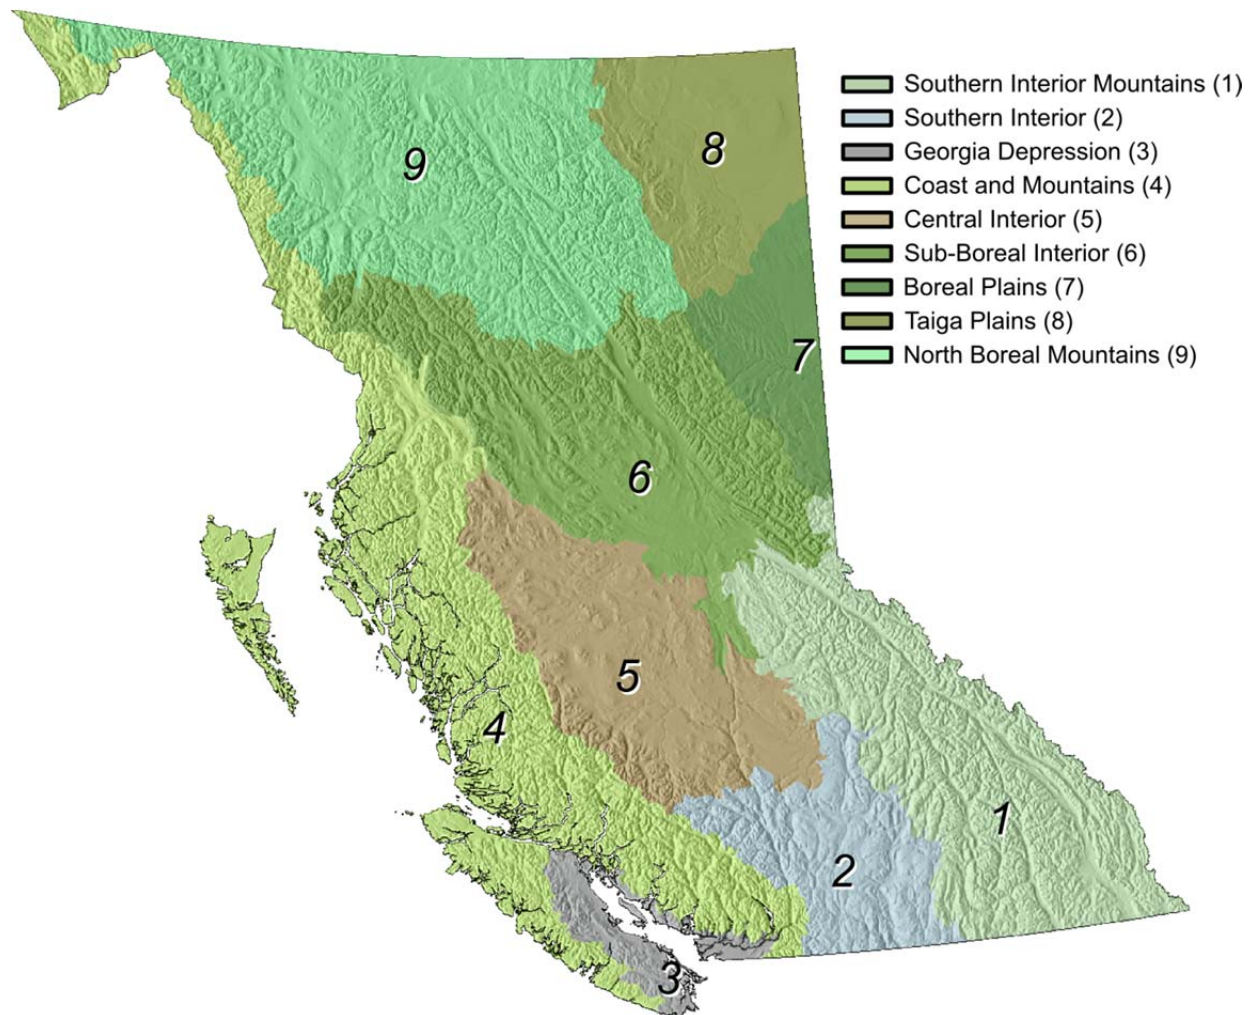 Southern Interior Mountains (1)
Southern Interior (2)
Georgia Depression (3)
Coast and Mountains (4)
Central Interior (5)
Sub-Boreal Interior (6)
Boreal Plains (7)
Taiga Plains (8)
North Boreal Mountains (9)
8
9
7
6
5
4
1
2
3